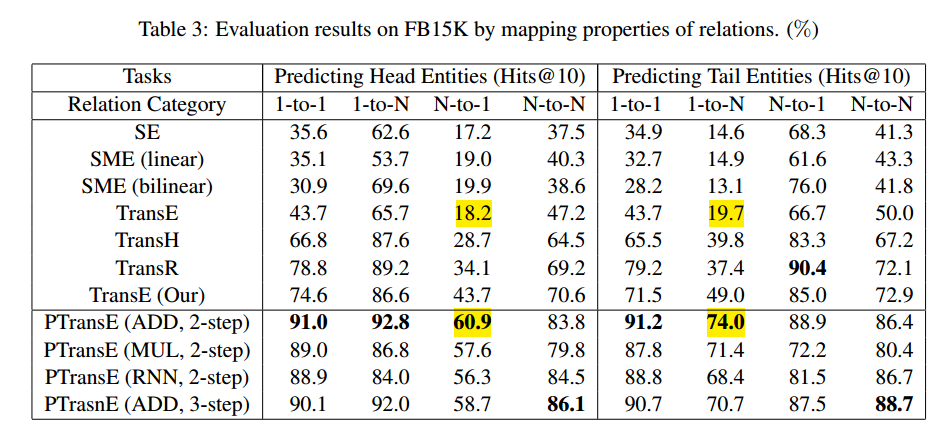 Table 3: Evaluation results on FB15K by mapping properties of relations. (%)
Tasks Predicting Head Entities (Hits@10) Predicting Tail Entities (Hits@10)
Relation Category 1-to-1 1-to-N N-to-1 N-to-N 1-to-1 1-to-N N-to-1 N-to-N
SE 35.6 62.6 17.2 37.5 34.9 14.6 68.3 41.3
SME (linear) 35.1 53.7 19.0 40.3 32.7 14.9 61.6 43.3
SME (bilinear) 30.9 69.6 19.9 38.6 28.2 13.1 76.0 41.8
TransE 43.7 65.7 18.2 47.2 43.7 19.7 66.7 50.0
TransH 66.8 87.6 28.7 64.5 65.5 39.8 83.3 67.2
TransR 78.8 89.2 34.1 69.2 79.2 37.4 90.4 72.1
TransE (Our) 74.6 86.6 43.7 70.6 71.5 49.0 85.0 72.9
PTransE (ADD, 2-step) 91.0 92.8 60.9 83.8 91.2 74.0 88.9 86.4
PTransE (MUL, 2-step) 89.0 86.8 57.6 79.8 87.8 71.4 72.2 80.4
PTransE (RNN, 2-step) 88.9 84.0 56.3 84.5 88.8 68.4 81.5 86.7
PTrasnE (ADD, 3-step) 90.1 92.0 58.7 86.1 90.7 70.7 87.5 88.7